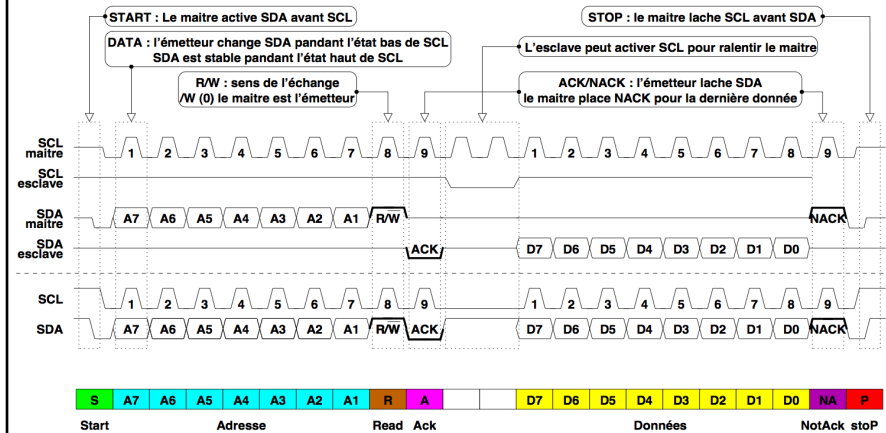 START : Le maitre active SDA avant SCL
STOP : le maitre lache SCL avant SDA
DATA : l'émetteur change SDA pandant l'état bas de SCL
SDA est stable pandant l'état haut de SCL
L'esclave peut activer SCL pour ralentir le maitre
R/W : sens de l'échange
/W (0) le maitre est l'émetteur
ACK/NACK : l'émetteur lache SDA
le maitre place NACK pour la dernière donnée
SCL maitre 1 2 3 4 5 6 7 8 9 1 2 3 4 5 6 7 8 9
SCL esclave
SDA maitre A7 A6 A5 A4 A3 A2 A1 R/W NACK
SDA esclave ACK D7 D6 D5 D4 D3 D2 D1 D0
SCL 1 2 3 4 5 6 7 8 9 1 2 3 4 5 6 7 8 9
SDA A7 A6 A5 A4 A3 A2 A1 R/W ACK D7 D6 D5 D4 D3 D2 D1 D0 NACK
S A7 A6 A5 A4 A3 A2 A1 R A D7 D6 D5 D4 D3 D2 D1 D0 NA P
Start Adresse Read Ack Données NotAck stoP